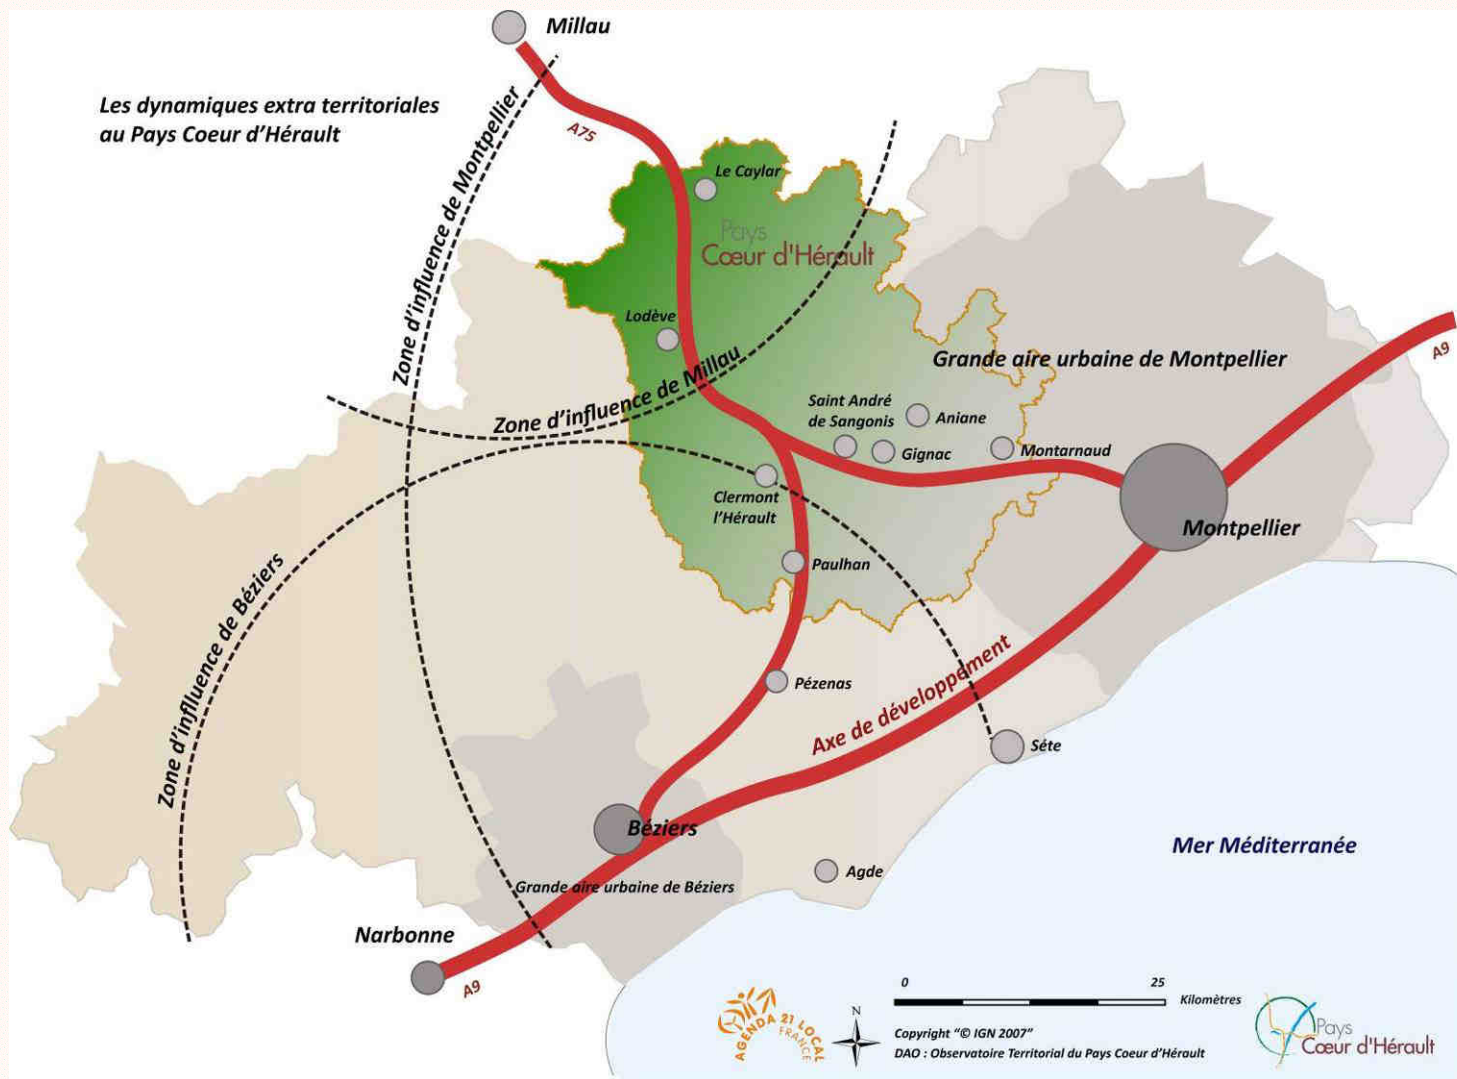 Millau
Les dynamiques extra territoriales
au Pays Coeur d'Hérault
A75
Zone d'influence de Montpellier
Le Caylar
Pays
Cœur d'Hérault
Lodève
Zone d'influence de Millau
Grande aire urbaine de Montpellier
A9
Saint André
de Sangonis
Aniane
Gignac
Montarnaud
Clermont
l'Hérault
Montpellier
Paulhan
Zone d'influence de Béziers
Pézenas
Axe de développement
Séte
Béziers
Mer Méditerranée
Agde
Grande aire urbaine de Béziers
Narbonne
A9
0 25
Kilomètres
AGENDA 21 LOCAL
FRANCE
N
Copyright "© IGN 2007"
DAO : Observatoire Territorial du Pays Coeur d'Hérault
Pays
Cœur d'Hérault